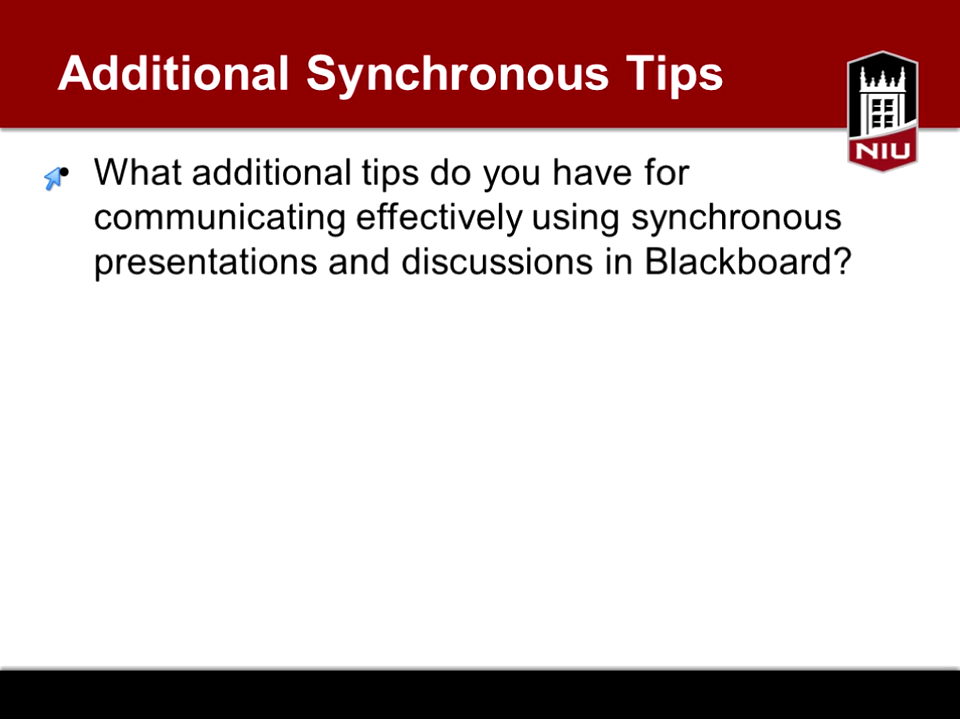 Additional Synchronous Tips
NIU
• What additional tips do you have for
communicating effectively using synchronous
presentations and discussions in Blackboard?